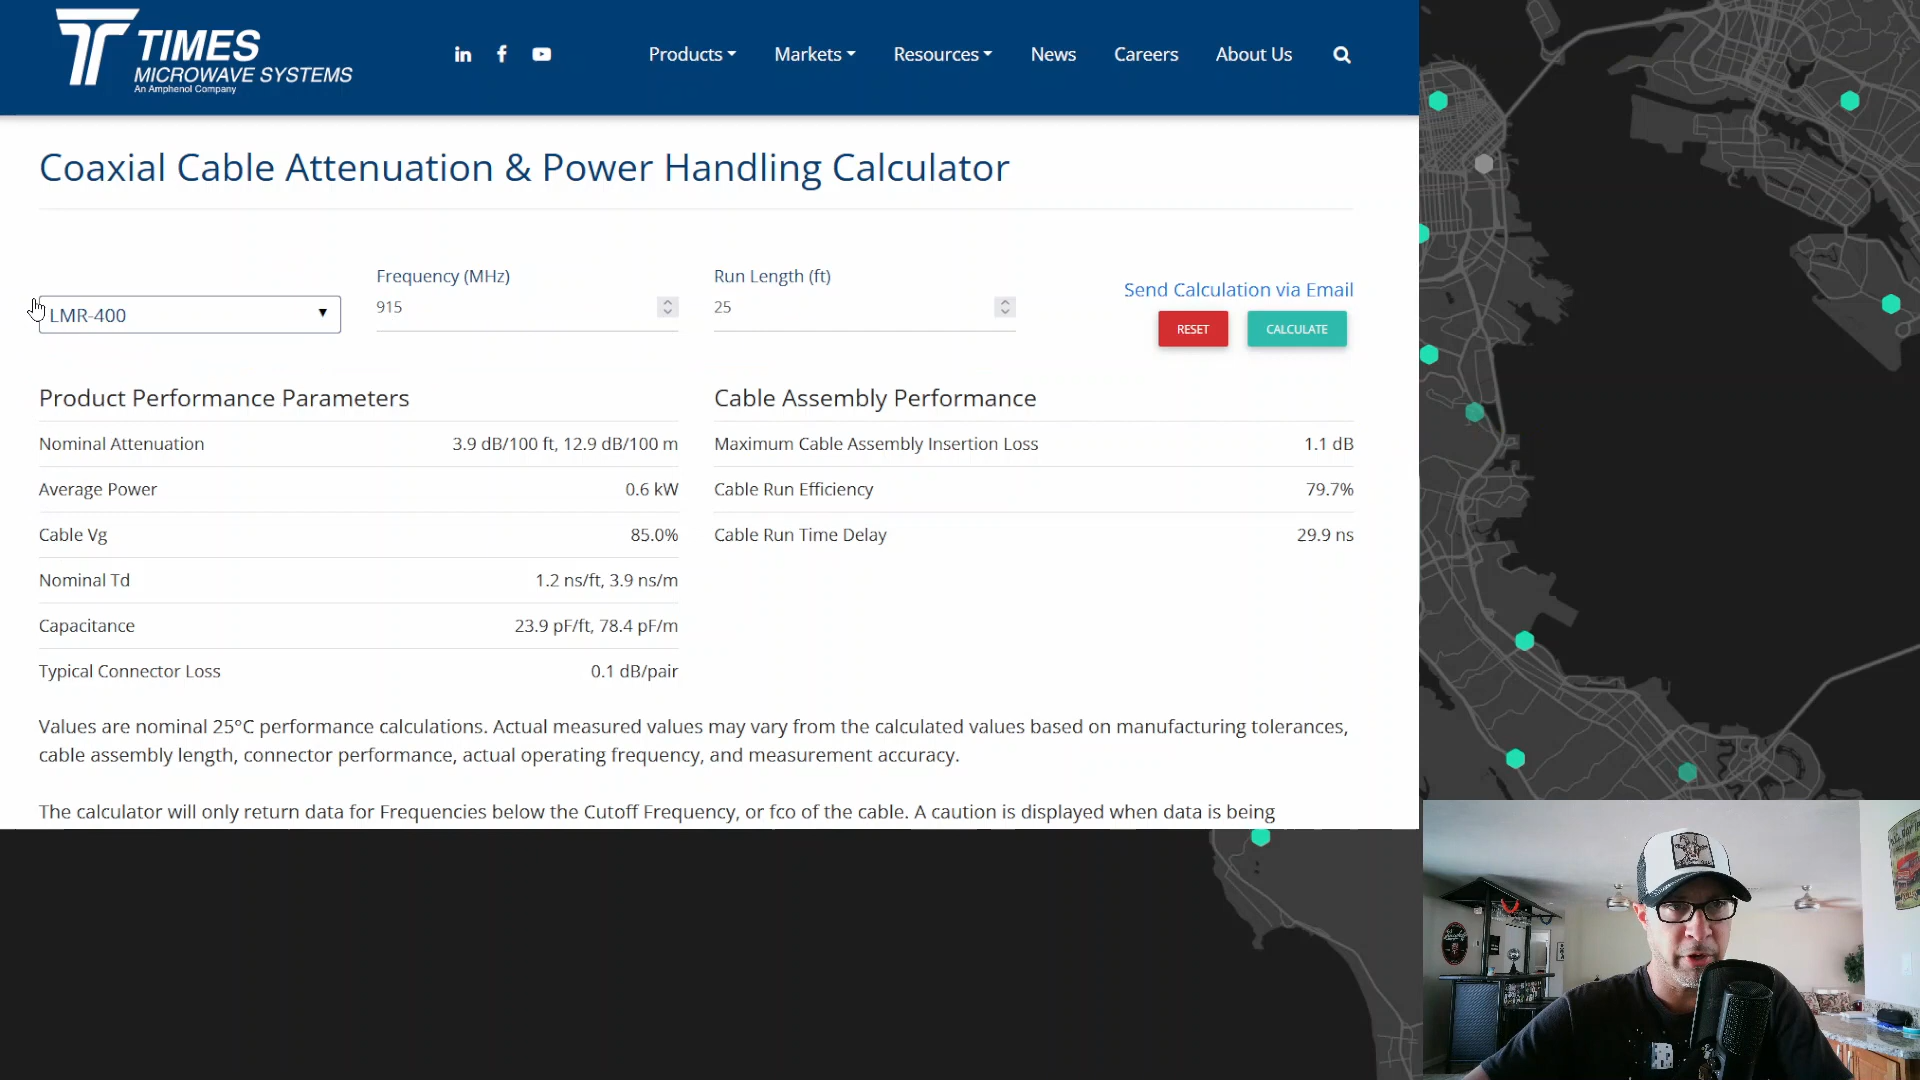 TIMES
MICROWAVE SYSTEMS
An Amphenol Company
Products
Markets
Resources
News
Careers
About Us
Coaxial Cable Attenuation & Power Handling Calculator
LMR-400
Frequency (MHz)
915
Run Length (ft)
25
Send Calculation via Email
RESET
CALCULATE
Product Performance Parameters
Nominal Attenuation 3.9 dB/100 ft, 12.9 dB/100 m
Average Power 0.6 kW
Cable Vg 85.0%
Nominal Td 1.2 ns/ft, 3.9 ns/m
Capacitance 23.9 pF/ft, 78.4 pF/m
Typical Connector Loss 0.1 dB/pair
Cable Assembly Performance
Maximum Cable Assembly Insertion Loss 1.1 dB
Cable Run Efficiency 79.7%
Cable Run Time Delay 29.9 ns
Values are nominal 25°C performance calculations. Actual measured values may vary from the calculated values based on manufacturing tolerances,
cable assembly length, connector performance, actual operating frequency, and measurement accuracy.
The calculator will only return data for Frequencies below the Cutoff Frequency, or fco of the cable. A caution is displayed when data is being